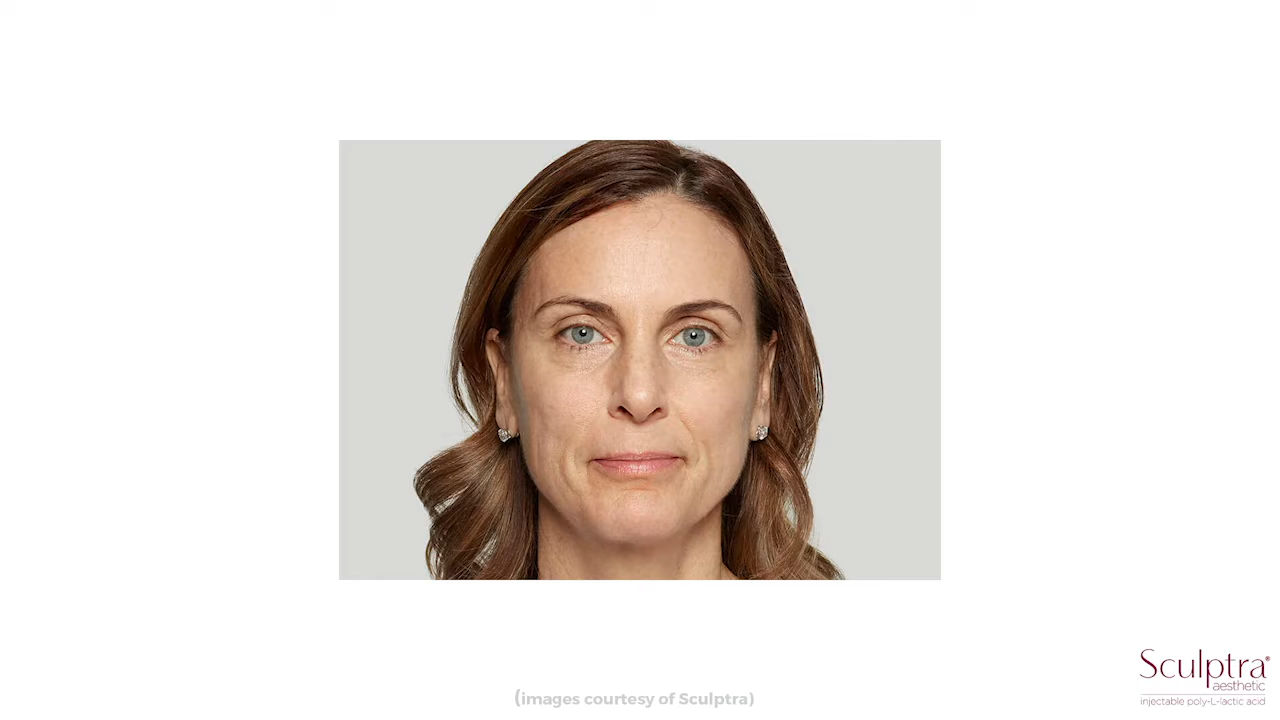 Sculptra®
aesthetic
injectable poly-L-lactic acid
(images courtesy of Sculptra)